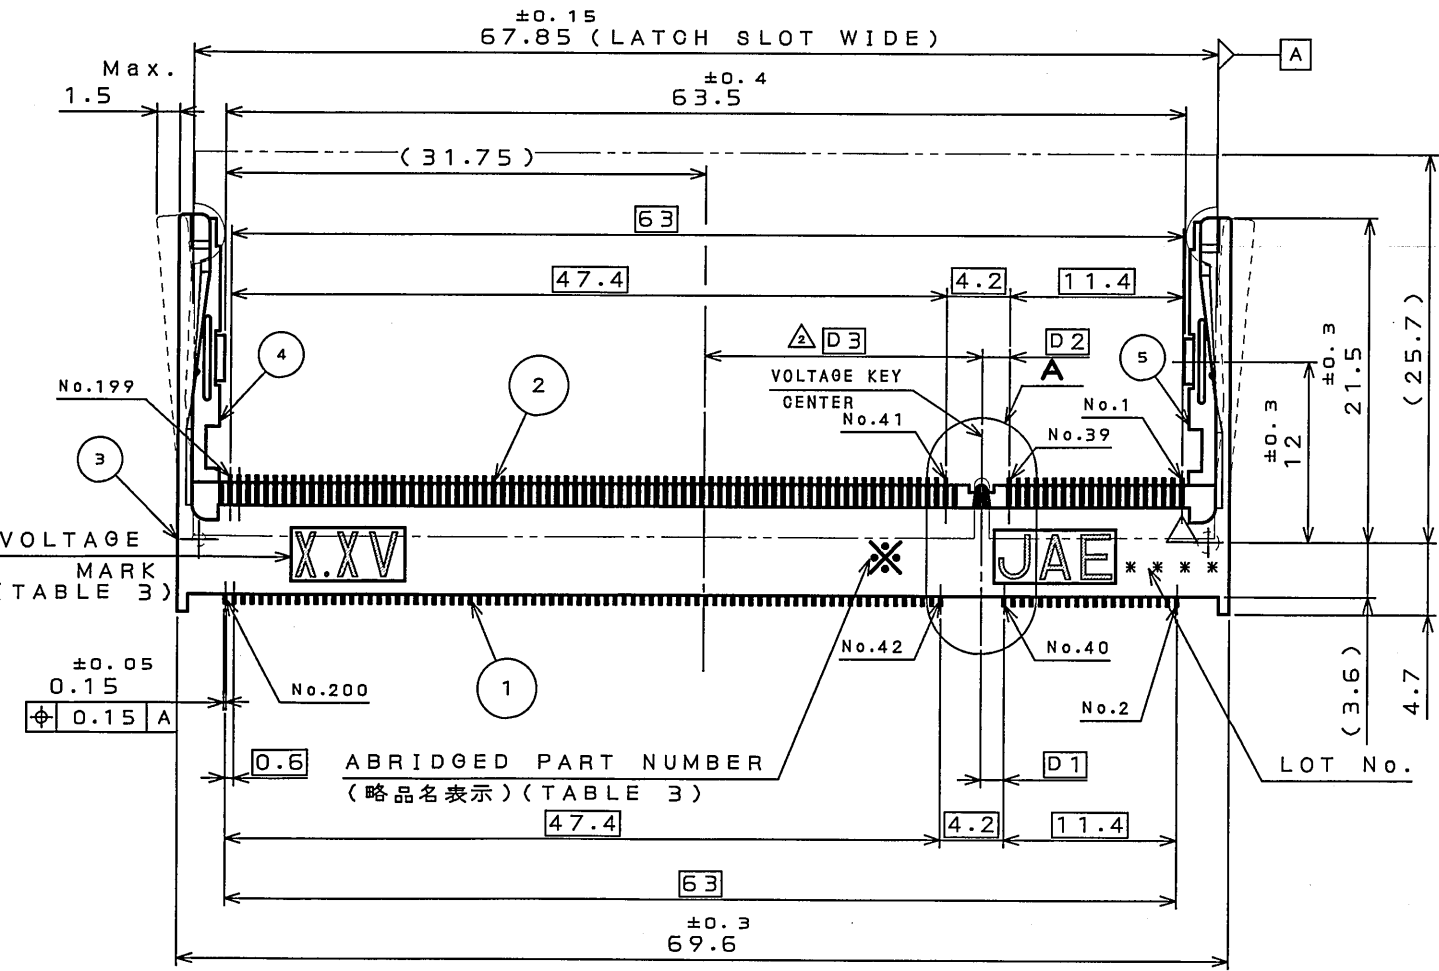 ±0.15
67.85 (LATCH SLOT WIDE)
A
Max.
1.5
±0.4
63.5
(31.75)
63
47.4
4.2
11.4
2 D3
D2
A
VOLTAGE KEY
CENTER
4
2
5
No.199
No.41
No.1
No.39
3
±0.3
12
±0.3
21.5
(25.7)
VOLTAGE
MARK
(TABLE 3)
X.XV
※
JAE
* * * *
No.42
No.40
±0.05
0.15
⌖ 0.15 A
No.200
1
No.2
(3.6)
4.7
0.6
ABRIDGED PART NUMBER
(略品名表示)(TABLE 3)
D1
LOT No.
47.4
4.2
11.4
63
±0.3
69.6